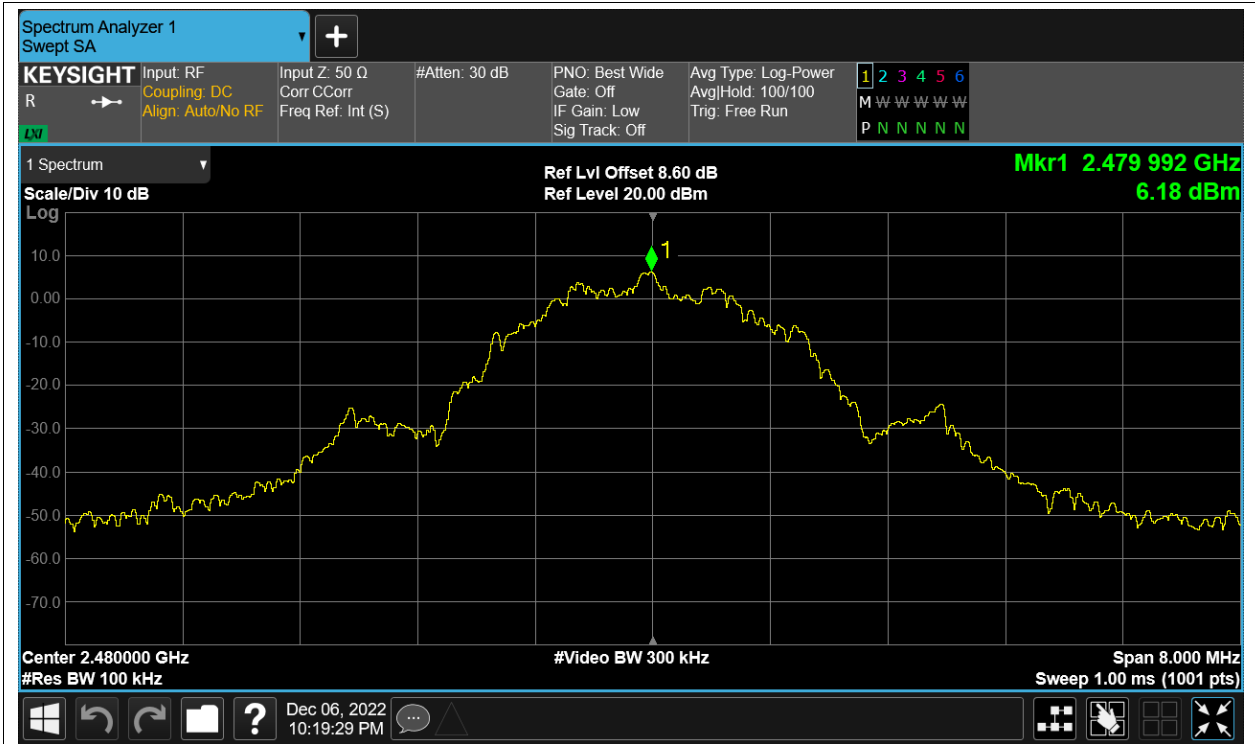 Spectrum Analyzer 1
Swept SA
KEYSIGHT
R
LXI
Input: RF
Coupling: DC
Align: Auto/No RF
Input Z: 50 Ω
Corr CCorr
Freq Ref: Int (S)
#Atten: 30 dB
PNO: Best Wide
Gate: Off
IF Gain: Low
Sig Track: Off
Avg Type: Log-Power
Avg|Hold: 100/100
Trig: Free Run
1 2 3 4 5 6
M W W W W W
P N N N N N
1 Spectrum
Scale/Div 10 dB
Log
Ref Lvl Offset 8.60 dB
Ref Level 20.00 dBm
Mkr1 2.479 992 GHz
6.18 dBm
1
10.0
0.00
-10.0
-20.0
-30.0
-40.0
-50.0
-60.0
-70.0
Center 2.480000 GHz
#Res BW 100 kHz
#Video BW 300 kHz
Span 8.000 MHz
Sweep 1.00 ms (1001 pts)
?
Dec 06, 2022
10:19:29 PM